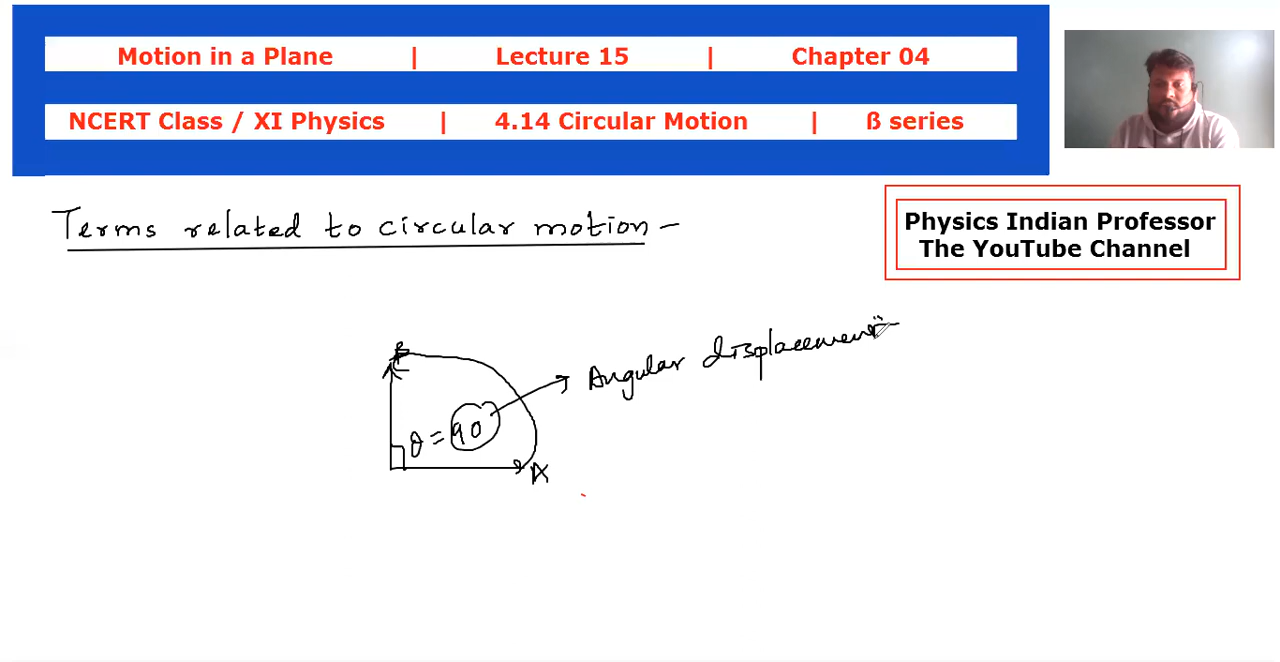 Motion in a Plane | Lecture 15 | Chapter 04
NCERT Class / XI Physics | 4.14 Circular Motion | ß series
Physics Indian Professor
The YouTube Channel
Terms related to circular motion -
B
Angular displacement
θ = 90
A